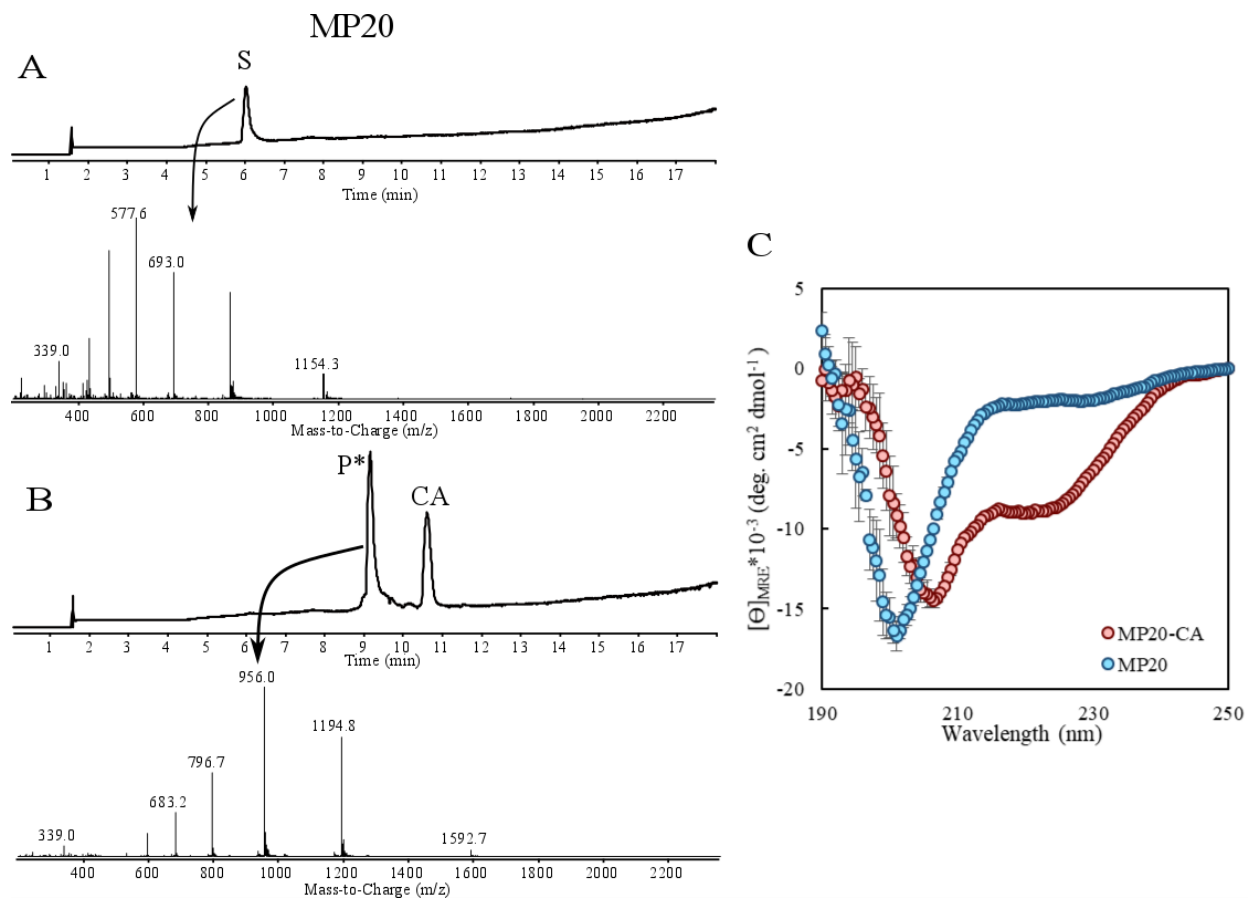 MP20
A
S
1 2 3 4 5 6 7 8 9 10 11 12 13 14 15 16 17
Time (min)
577.6
693.0
339.0
1154.3
400 600 800 1000 1200 1400 1600 1800 2000 2200
Mass-to-Charge (m/z)
B
P*
CA
1 2 3 4 5 6 7 8 9 10 11 12 13 14 15 16 17
Time (min)
956.0
1194.8
796.7
683.2
339.0
1592.7
400 600 800 1000 1200 1400 1600 1800 2000 2200
Mass-to-Charge (m/z)
C
5
0
-5
-10
-15
-20
[Θ]MRE*10-3 (deg. cm2 dmol-1)
MP20-CA
MP20
190 210 230 250
Wavelength (nm)